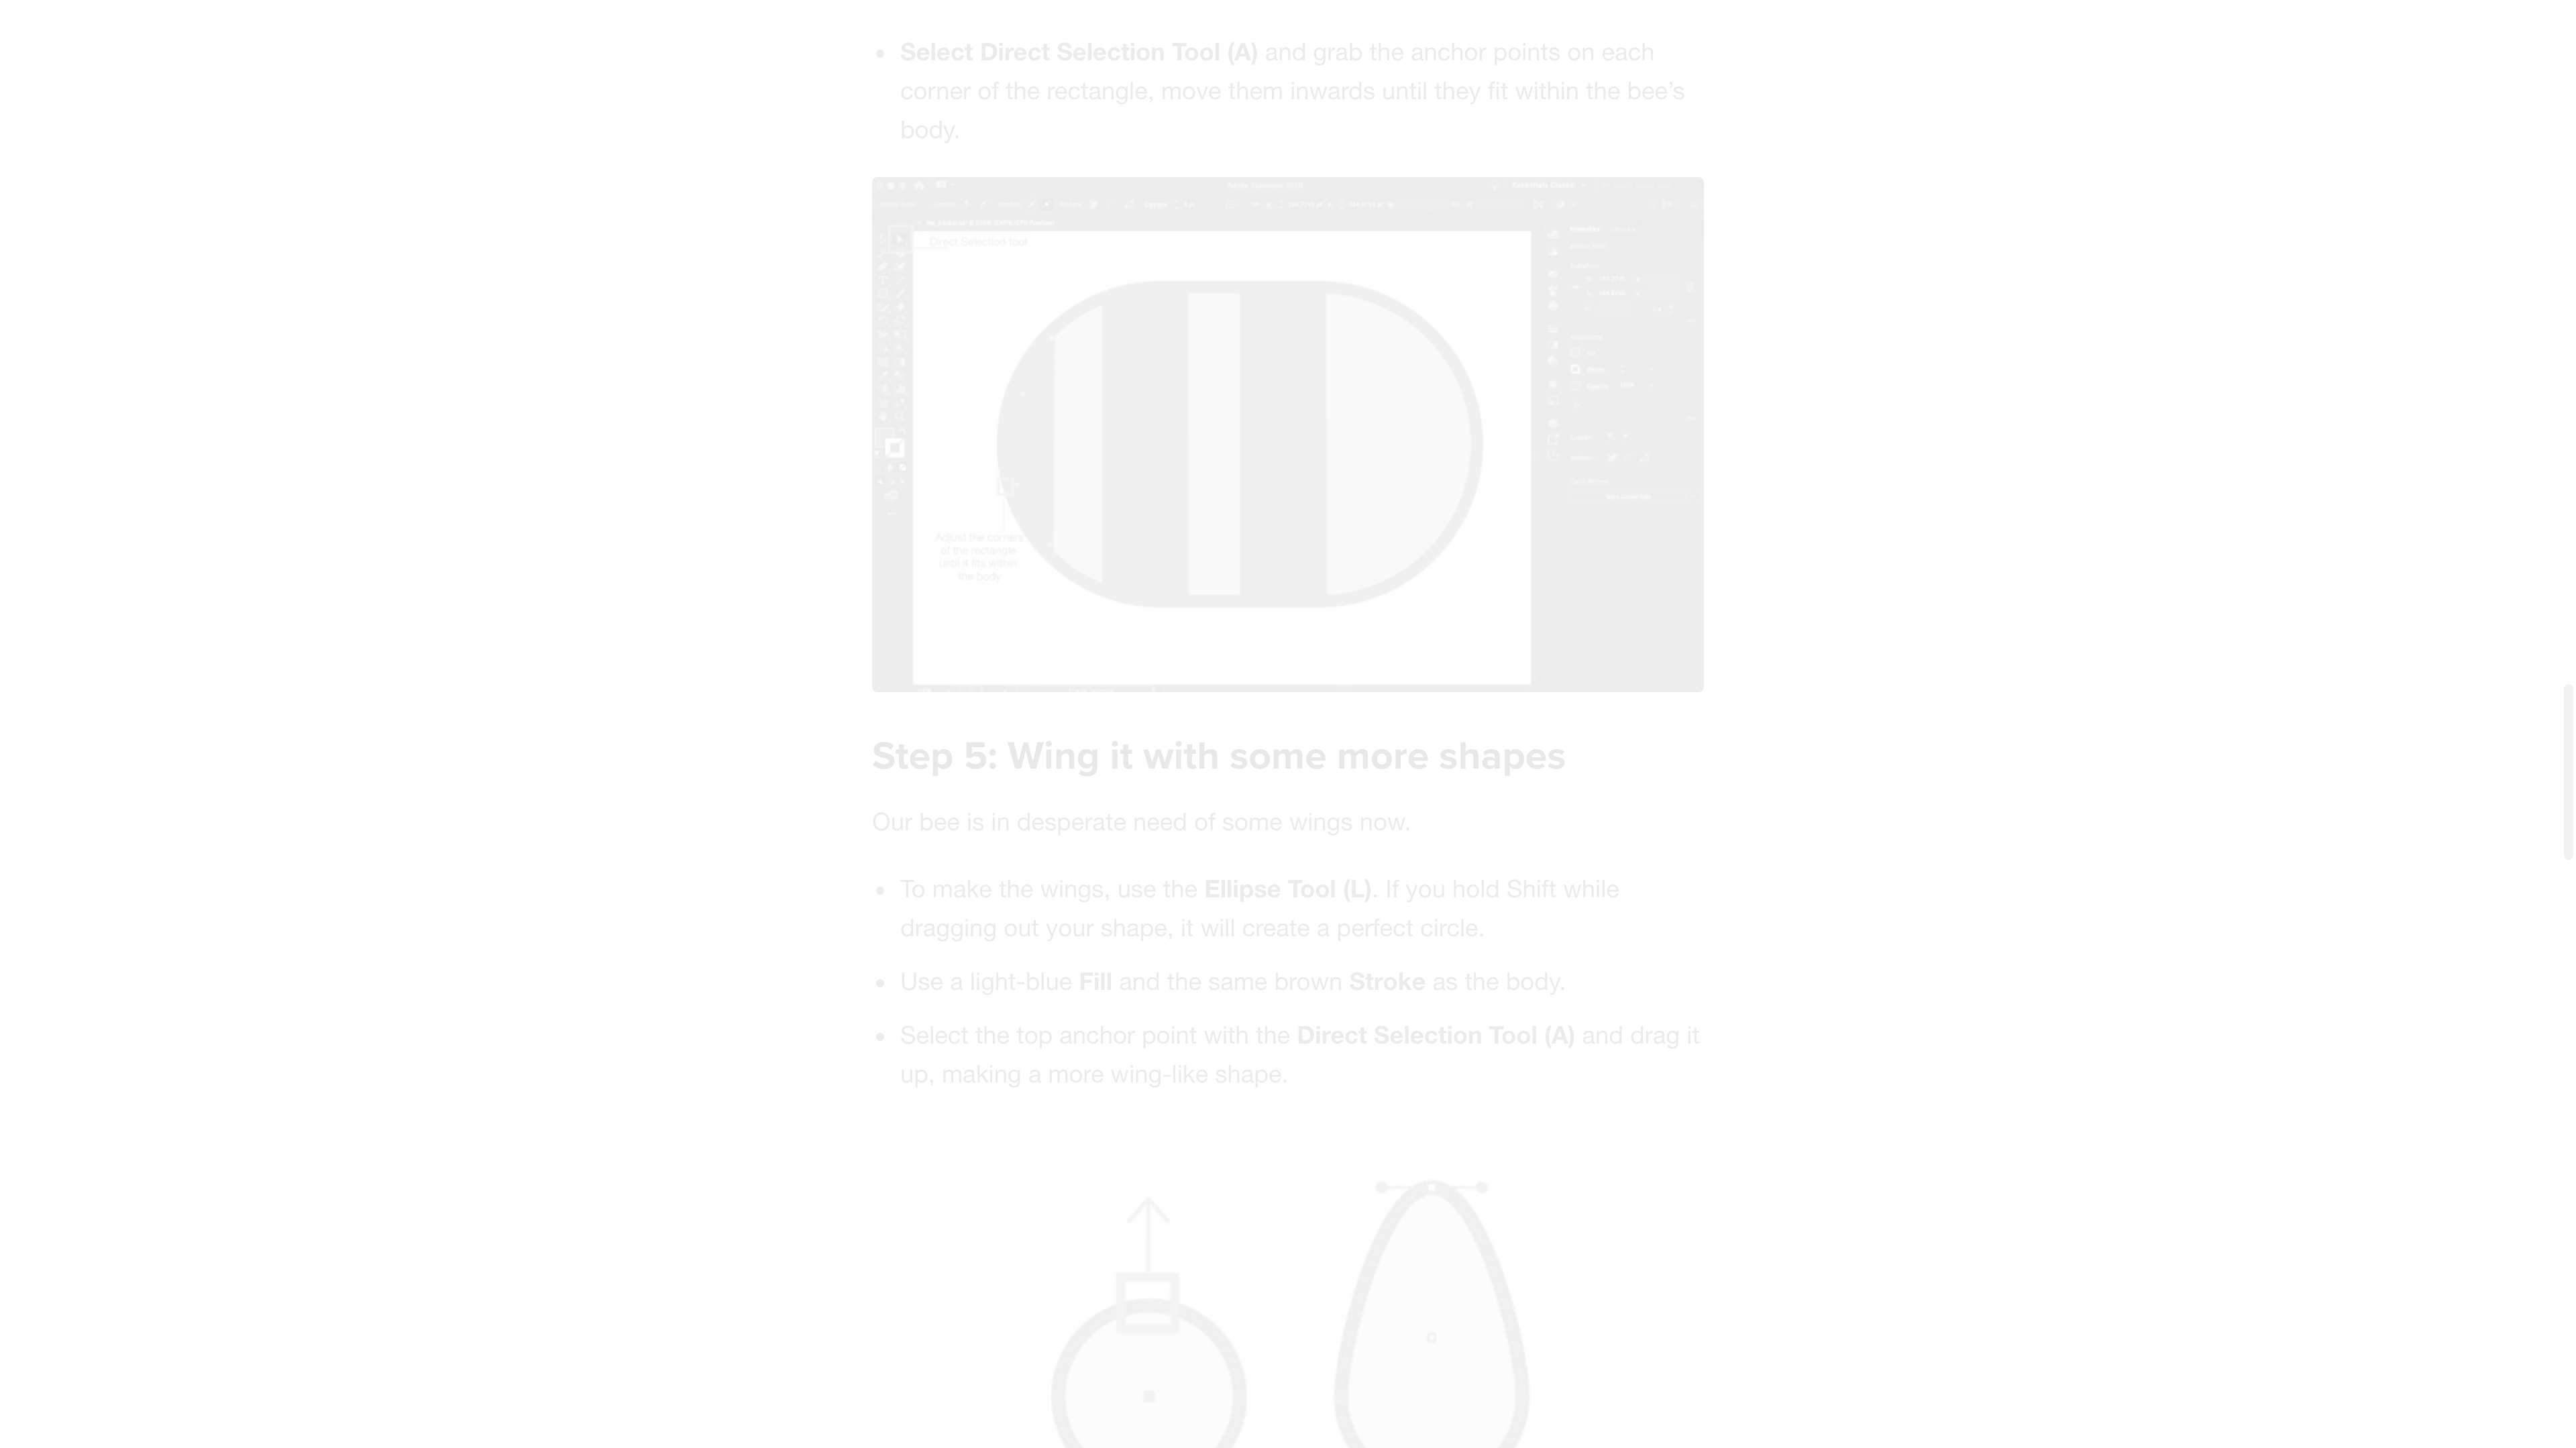 Select Direct Selection Tool (A) and grab the anchor points on each
corner of the rectangle, move them inwards until they fit within the bee’s
body.
Direct Selection tool
Adjust the corners
of the rectangle
until it fits within
the body
Step 5: Wing it with some more shapes
Our bee is in desperate need of some wings now.
To make the wings, use the Ellipse Tool (L). If you hold Shift while
dragging out your shape, it will create a perfect circle.
Use a light-blue Fill and the same brown Stroke as the body.
Select the top anchor point with the Direct Selection Tool (A) and drag it
up, making a more wing-like shape.